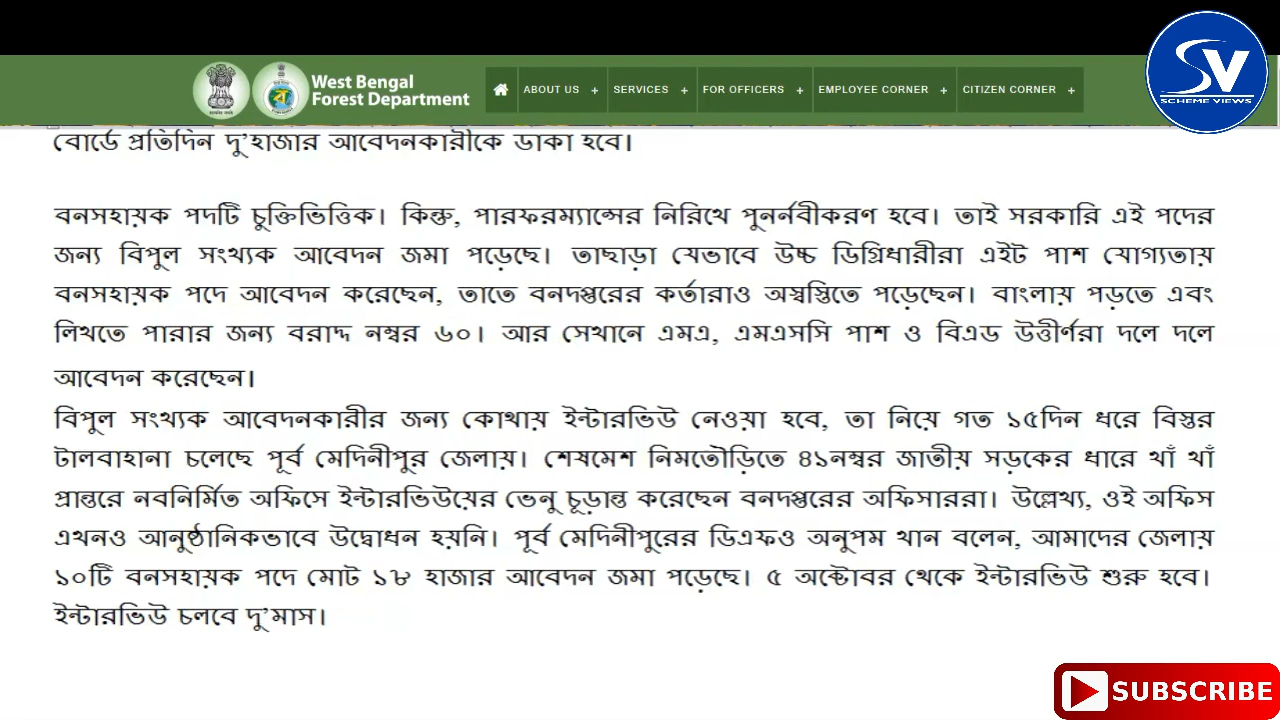 West Bengal
Forest Department
ABOUT US +
SERVICES +
FOR OFFICERS +
EMPLOYEE CORNER +
CITIZEN CORNER +
SV
SCHEME VIEWS
বোর্ডে প্রতিদিন দু’হাজার আবেদনকারীকে ডাকা হবে।
বনসহায়ক পদটি চুক্তিভিত্তিক। কিন্তু, পারফরম্যান্সের নিরিখে পুনর্নবীকরণ হবে। তাই সরকারি এই পদের
জন্য বিপুল সংখ্যক আবেদন জমা পড়েছে। তাছাড়া যেভাবে উচ্চ ডিগ্রিধারীরা এইট পাশ যোগ্যতায়
বনসহায়ক পদে আবেদন করেছেন, তাতে বনদপ্তরের কর্তারাও অস্বস্তিতে পড়েছেন। বাংলায় পড়তে এবং
লিখতে পারার জন্য বরাদ্দ নম্বর ৬০। আর সেখানে এমএ, এমএসসি পাশ ও বিএড উত্তীর্ণরা দলে দলে
আবেদন করেছেন।
বিপুল সংখ্যক আবেদনকারীর জন্য কোথায় ইন্টারভিউ নেওয়া হবে, তা নিয়ে গত ১৫দিন ধরে বিস্তর
টালবাহানা চলেছে পূর্ব মেদিনীপুর জেলায়। শেষমেশ নিমতৌড়িতে ৪১নম্বর জাতীয় সড়কের ধারে খাঁ খাঁ
প্রান্তরে নবনির্মিত অফিসে ইন্টারভিউয়ের ভেনু চূড়ান্ত করেছেন বনদপ্তরের অফিসাররা। উল্লেখ্য, ওই অফিস
এখনও আনুষ্ঠানিকভাবে উদ্বোধন হয়নি। পূর্ব মেদিনীপুরের ডিএফও অনুপম খান বলেন, আমাদের জেলায়
১০টি বনসহায়ক পদে মোট ১৮ হাজার আবেদন জমা পড়েছে। ৫ অক্টোবর থেকে ইন্টারভিউ শুরু হবে।
ইন্টারভিউ চলবে দু’মাস।
SUBSCRIBE